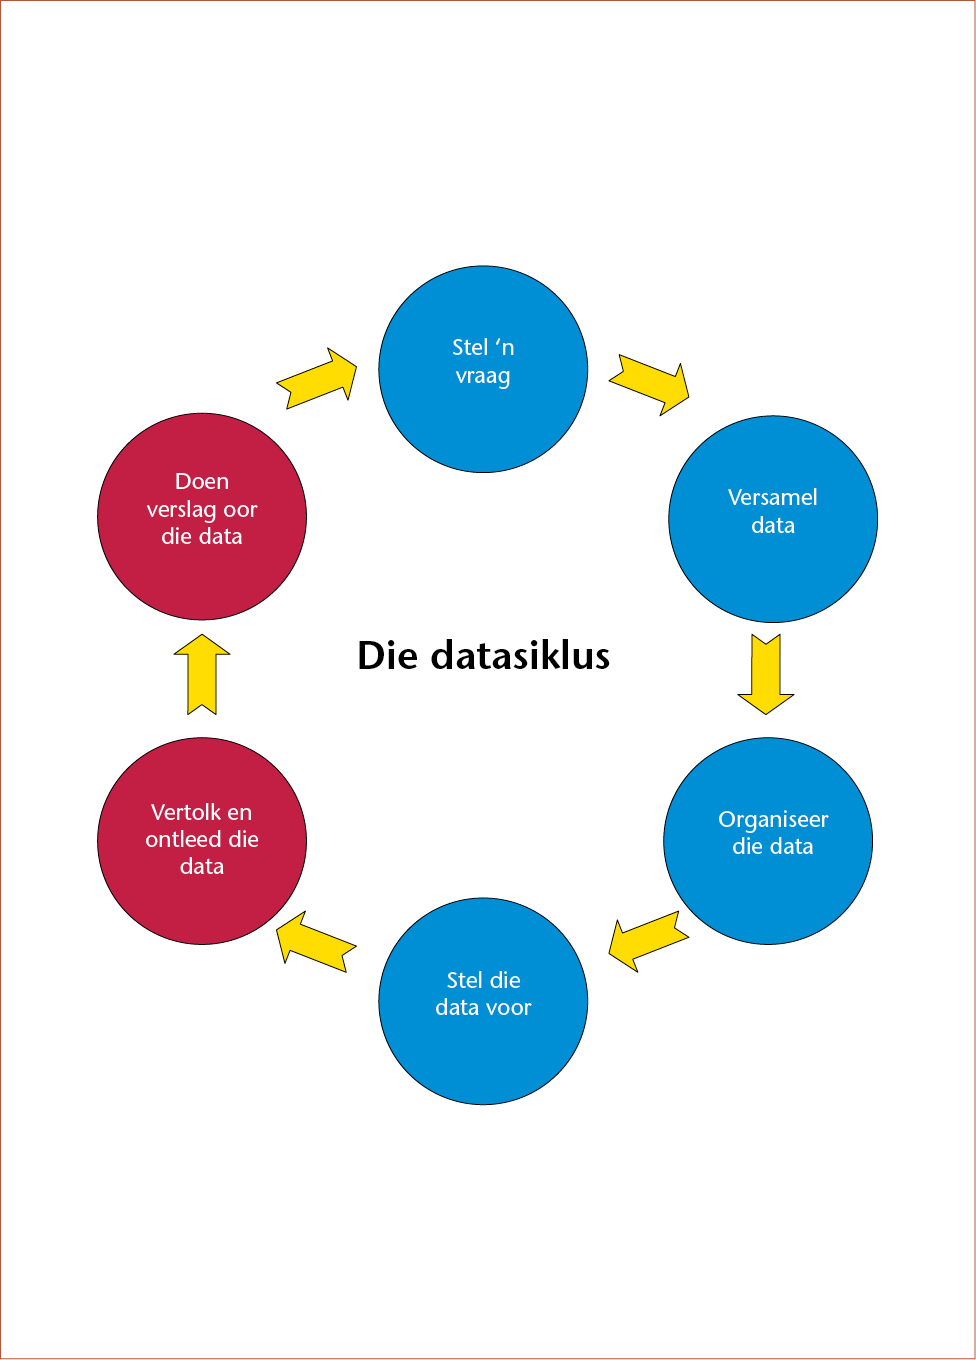 Stel ‘n
vraag
Versamel
data
Organiseer
die data
Stel die
data voor
Vertolk en
ontleed die
data
Doen
verslag oor
die data
Die datasiklus